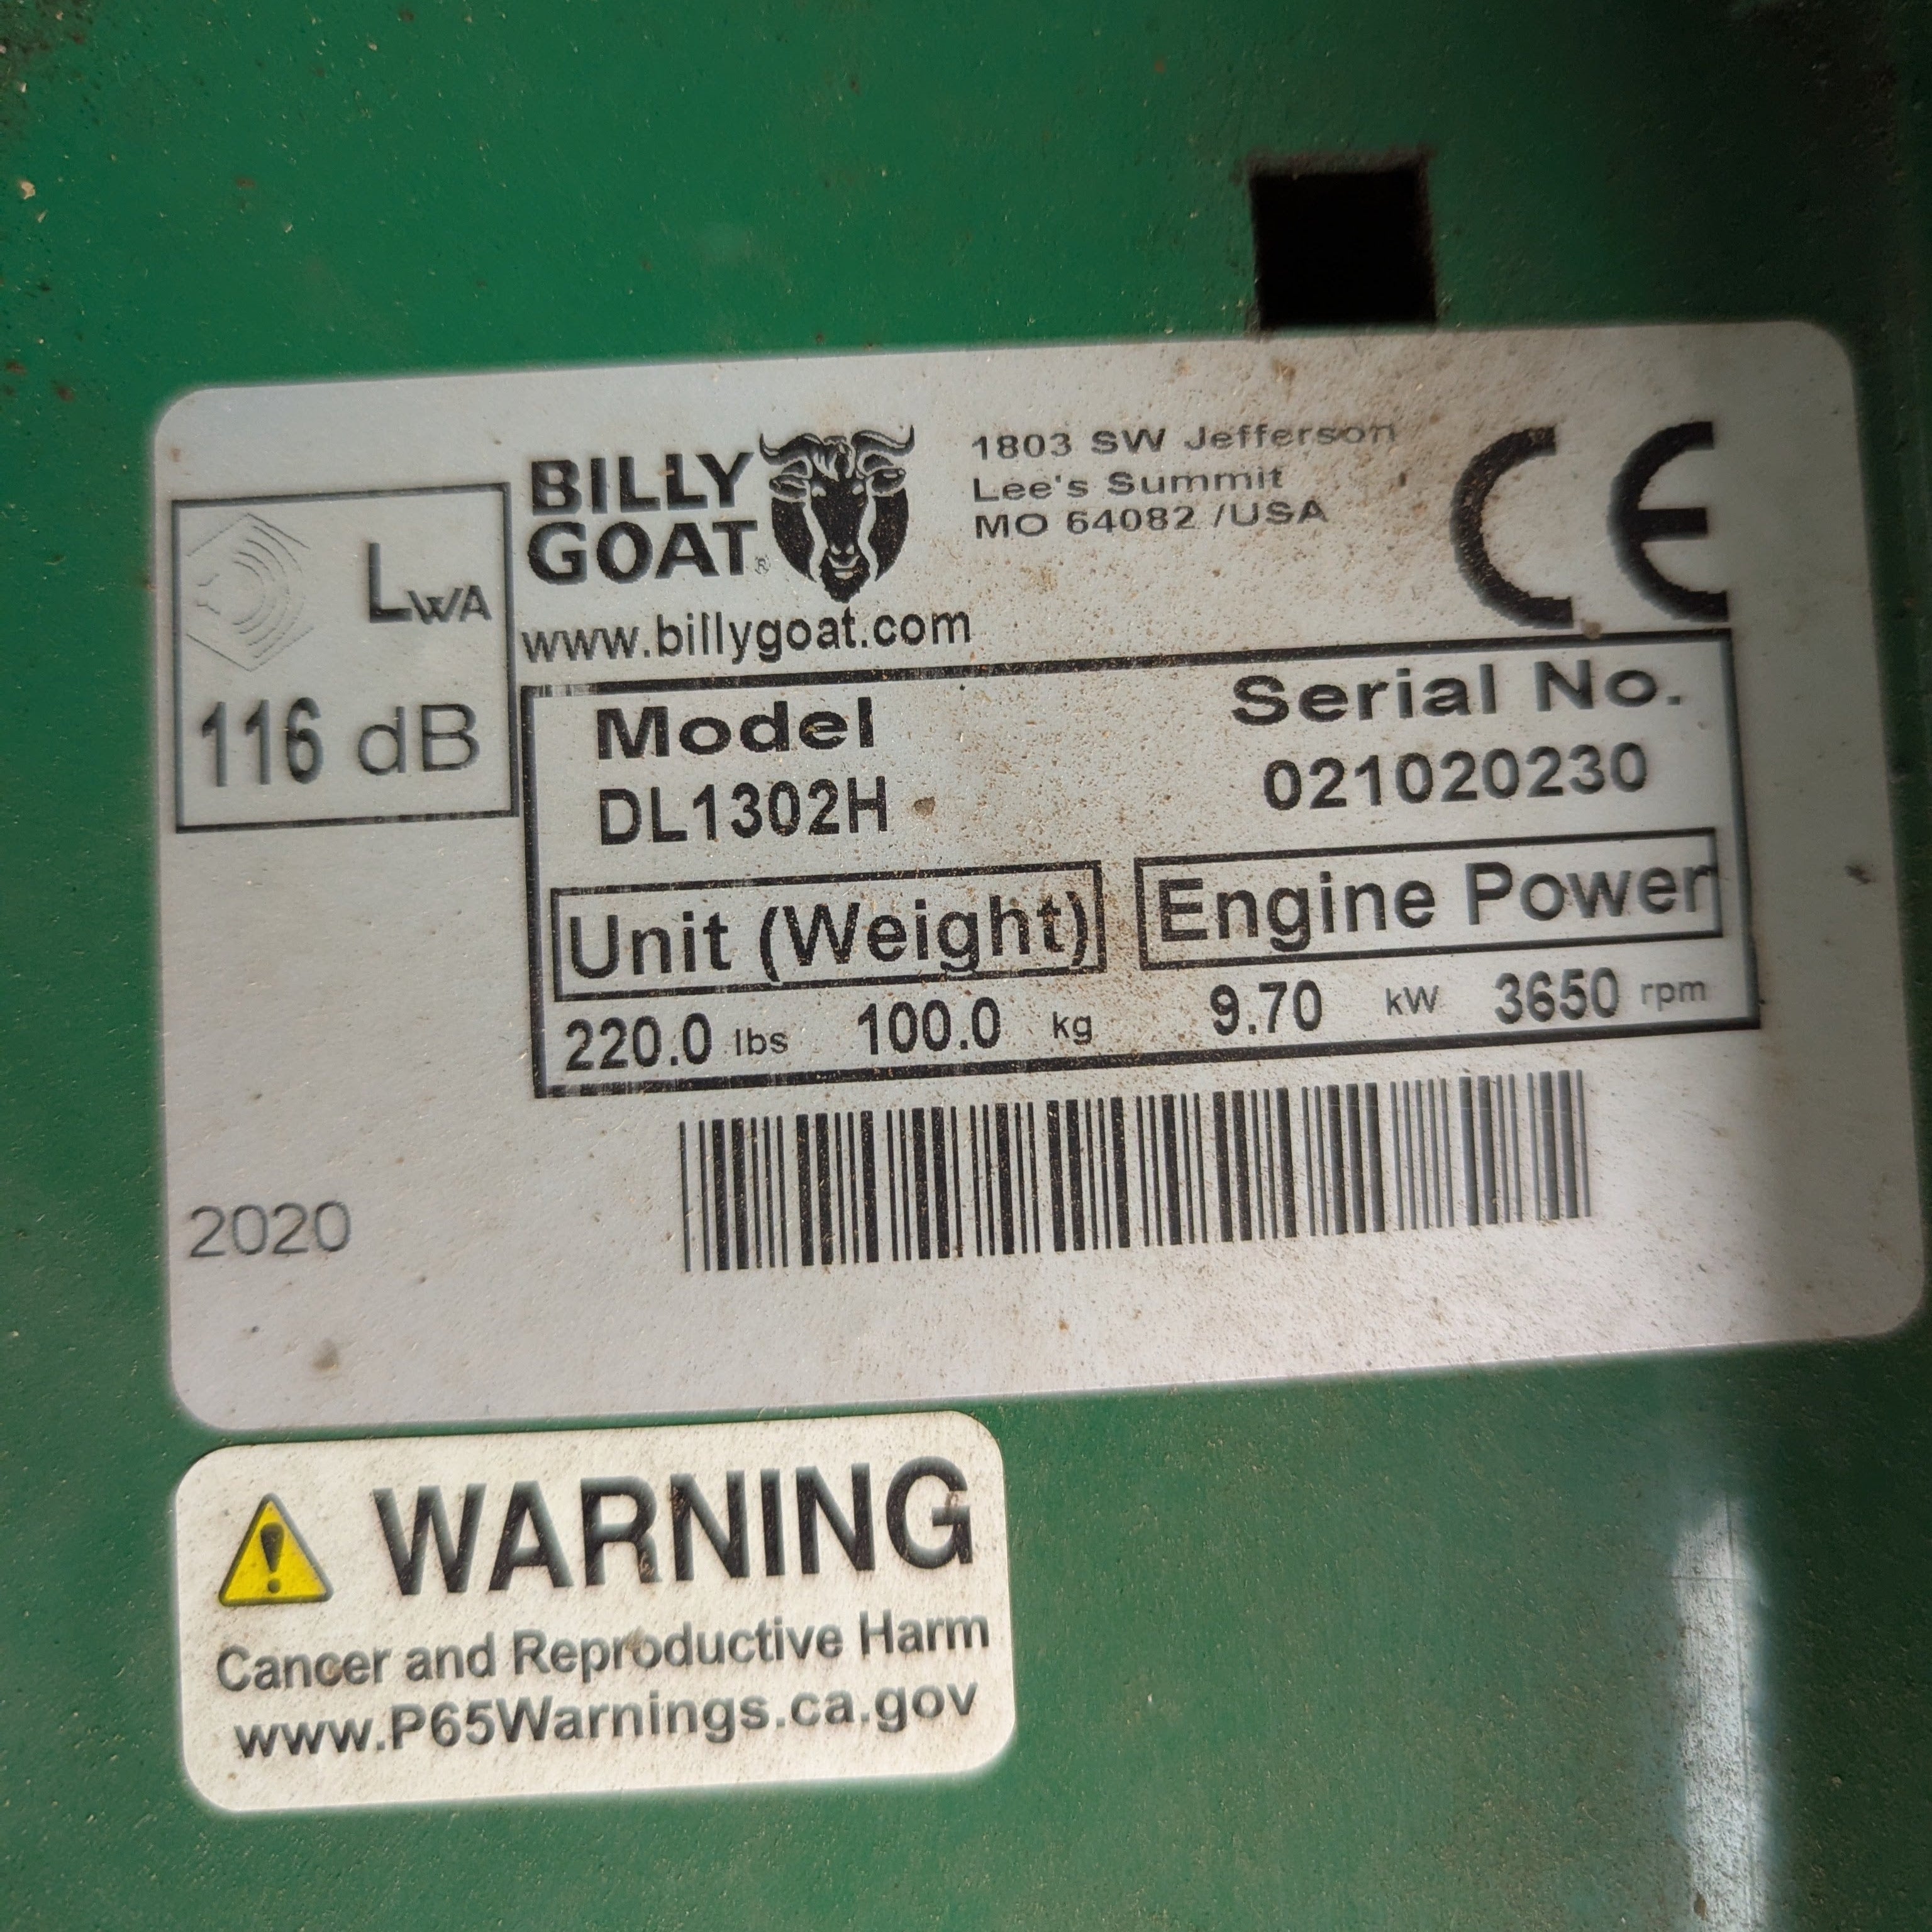 BILLY
GOAT®
www.billygoat.com
1803 SW Jefferson
Lee's Summit
MO 64082 /USA
CE
LWA
116 dB
Model
DL1302H
Serial No.
021020230
Unit (Weight)
220.0 lbs 100.0 kg
Engine Power
9.70 kW 3650 rpm
2020
WARNING
Cancer and Reproductive Harm
www.P65Warnings.ca.gov